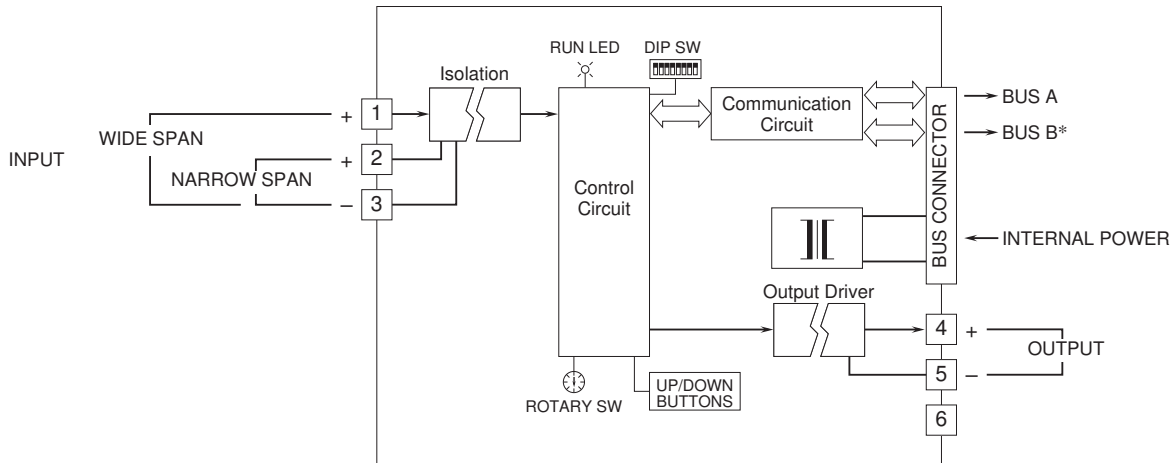 RUN LED
DIP SW
Isolation
INPUT
WIDE SPAN
+ 1
+ 2
NARROW SPAN
– 3
Control
Circuit
Communication
Circuit
BUS CONNECTOR
BUS A
BUS B*
INTERNAL POWER
Output Driver
4 +
OUTPUT
5 –
6
ROTARY SW
UP/DOWN
BUTTONS